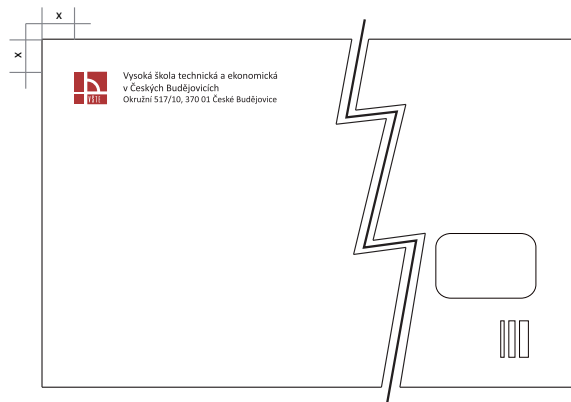 x
x
VŠTE
Vysoká škola technická a ekonomická
v Českých Budějovicích
Okružní 517/10, 370 01 České Budějovice